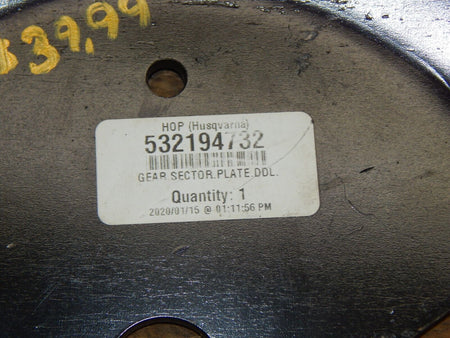 $39.99
HOP (Husqvarna)
532194732
GEAR.SECTOR.PLATE.DDL.
Quantity: 1
2020/01/15 @ 01:11:56 PM